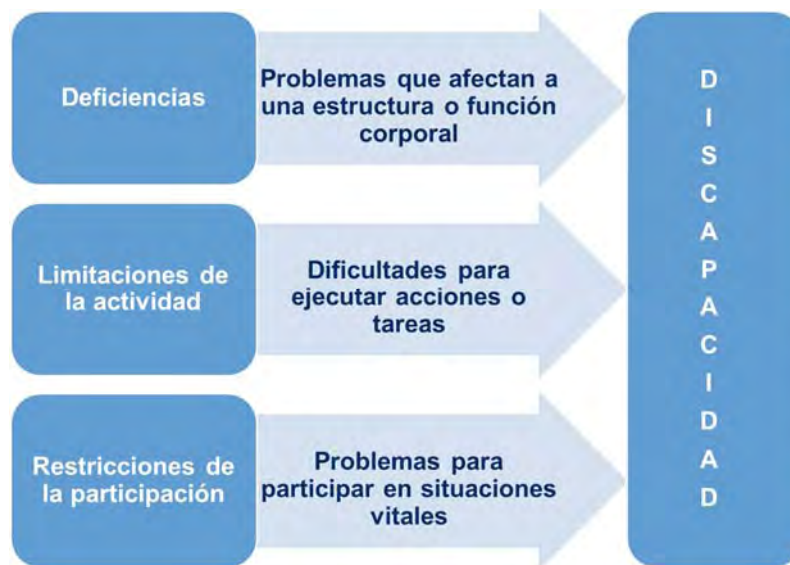 Deficiencias
Problemas que afectan a
una estructura o función
corporal
Limitaciones de
la actividad
Dificultades para
ejecutar acciones o
tareas
Restricciones de
la participación
Problemas para
participar en situaciones
vitales
D
I
S
C
A
P
A
C
I
D
A
D